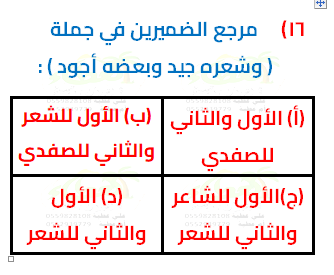 ١٦) مرجع الضميرين في جملة
( وشعره جيد وبعضه أجود ) :
(أ) الأول والثاني
للصفدي
(ب) الأول للشعر
والثاني للصفدي
(ج)الأول للشاعر
والثاني للشعر
(د) الأول
والثاني للشعر